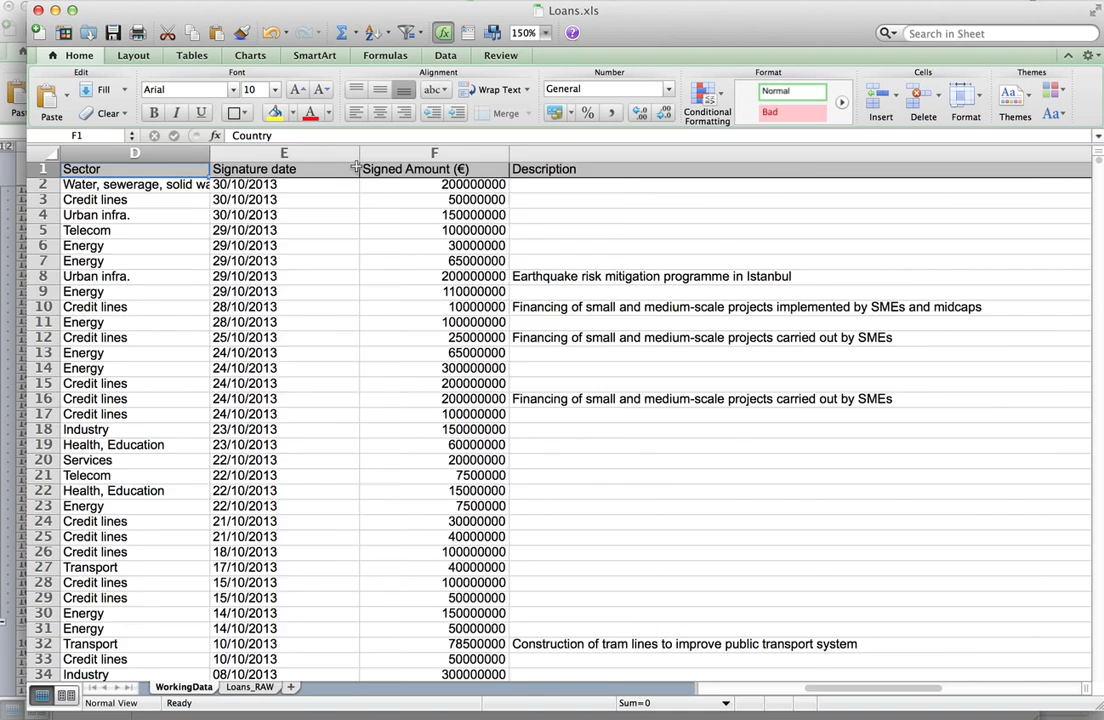 Loans.xls
150%
Search in Sheet
Home Layout Tables Charts SmartArt Formulas Data Review
Edit Font Alignment Number Format Cells Themes
Paste Fill Clear Arial 10 abc Wrap Text Merge General Conditional Formatting Normal Bad Insert Delete Format Themes Aa
F1 fx Country
D E F
1 Sector Signature date Signed Amount (€) Description
2 Water, sewerage, solid wa 30/10/2013 200000000
3 Credit lines 30/10/2013 50000000
4 Urban infra. 30/10/2013 150000000
5 Telecom 29/10/2013 100000000
6 Energy 29/10/2013 30000000
7 Energy 29/10/2013 65000000
8 Urban infra. 29/10/2013 200000000 Earthquake risk mitigation programme in Istanbul
9 Energy 29/10/2013 110000000
10 Credit lines 28/10/2013 10000000 Financing of small and medium-scale projects implemented by SMEs and midcaps
11 Energy 28/10/2013 100000000
12 Credit lines 25/10/2013 25000000 Financing of small and medium-scale projects carried out by SMEs
13 Energy 24/10/2013 65000000
14 Energy 24/10/2013 300000000
15 Credit lines 24/10/2013 200000000
16 Credit lines 24/10/2013 200000000 Financing of small and medium-scale projects carried out by SMEs
17 Credit lines 24/10/2013 100000000
18 Industry 23/10/2013 150000000
19 Health, Education 23/10/2013 60000000
20 Services 22/10/2013 20000000
21 Telecom 22/10/2013 7500000
22 Health, Education 22/10/2013 15000000
23 Energy 22/10/2013 7500000
24 Credit lines 21/10/2013 30000000
25 Credit lines 21/10/2013 40000000
26 Credit lines 18/10/2013 100000000
27 Transport 17/10/2013 40000000
28 Credit lines 15/10/2013 100000000
29 Credit lines 15/10/2013 50000000
30 Energy 14/10/2013 150000000
31 Energy 14/10/2013 50000000
32 Transport 10/10/2013 78500000 Construction of tram lines to improve public transport system
33 Credit lines 10/10/2013 50000000
34 Industry 08/10/2013 300000000
WorkingData Loans_RAW
Normal View Ready Sum=0